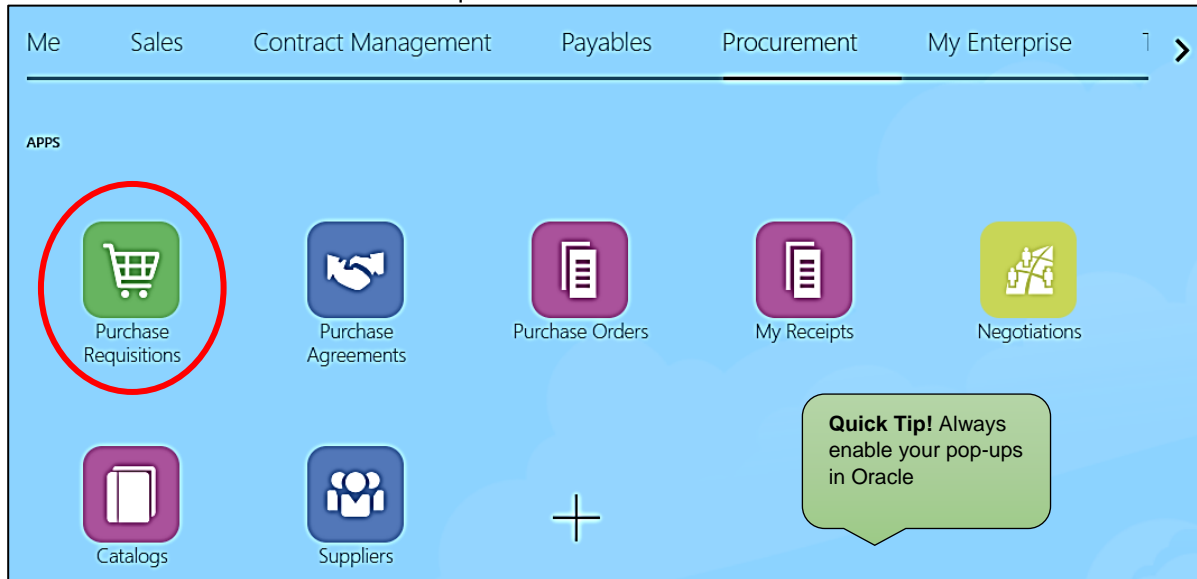 Me Sales Contract Management Payables Procurement My Enterprise
APPS
Purchase Requisitions
Purchase Agreements
Purchase Orders
My Receipts
Negotiations
Quick Tip! Always
enable your pop-ups
in Oracle
Catalogs
Suppliers